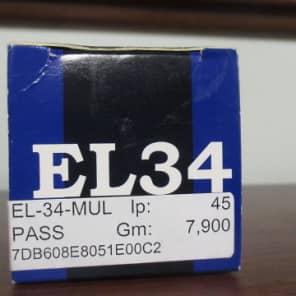 EL34
EL-34-MUL Ip: 45
PASS Gm: 7,900
7DB608E8051E00C2